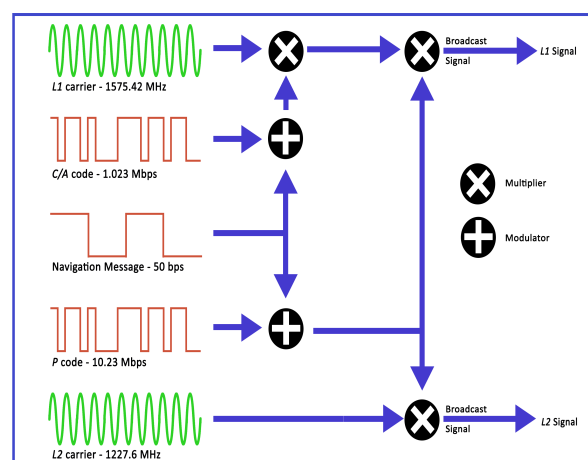 L1 carrier - 1575.42 MHz
Broadcast
Signal
L1 Signal
C/A code - 1.023 Mbps
Multiplier
Modulator
Navigation Message - 50 bps
P code - 10.23 Mbps
L2 carrier - 1227.6 MHz
Broadcast
Signal
L2 Signal